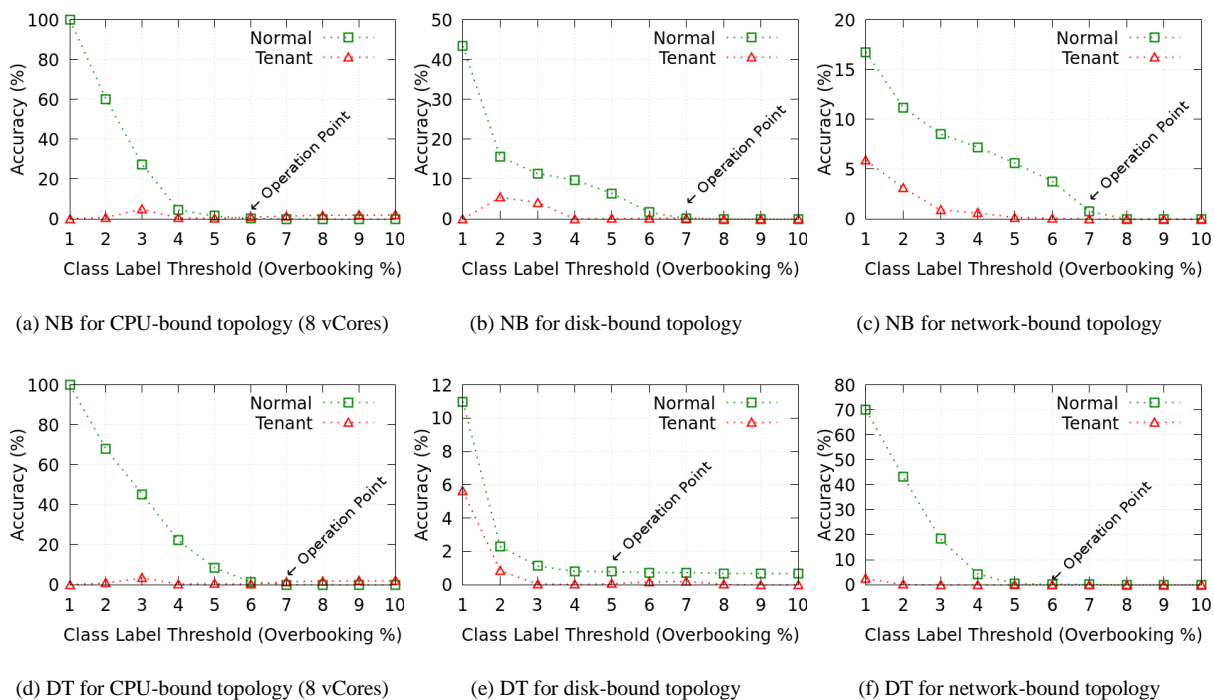 Accuracy (%)
100
80
60
40
20
0
Normal
Tenant
← Operation Point
1 2 3 4 5 6 7 8 9 10
Class Label Threshold (Overbooking %)
(a) NB for CPU-bound topology (8 vCores)
Accuracy (%)
50
40
30
20
10
0
Normal
Tenant
← Operation Point
1 2 3 4 5 6 7 8 9 10
Class Label Threshold (Overbooking %)
(b) NB for disk-bound topology
Accuracy (%)
20
15
10
5
0
Normal
Tenant
← Operation Point
1 2 3 4 5 6 7 8 9 10
Class Label Threshold (Overbooking %)
(c) NB for network-bound topology
Accuracy (%)
100
80
60
40
20
0
Normal
Tenant
← Operation Point
1 2 3 4 5 6 7 8 9 10
Class Label Threshold (Overbooking %)
(d) DT for CPU-bound topology (8 vCores)
Accuracy (%)
12
10
8
6
4
2
0
Normal
Tenant
← Operation Point
1 2 3 4 5 6 7 8 9 10
Class Label Threshold (Overbooking %)
(e) DT for disk-bound topology
Accuracy (%)
80
70
60
50
40
30
20
10
0
Normal
Tenant
← Operation Point
1 2 3 4 5 6 7 8 9 10
Class Label Threshold (Overbooking %)
(f) DT for network-bound topology